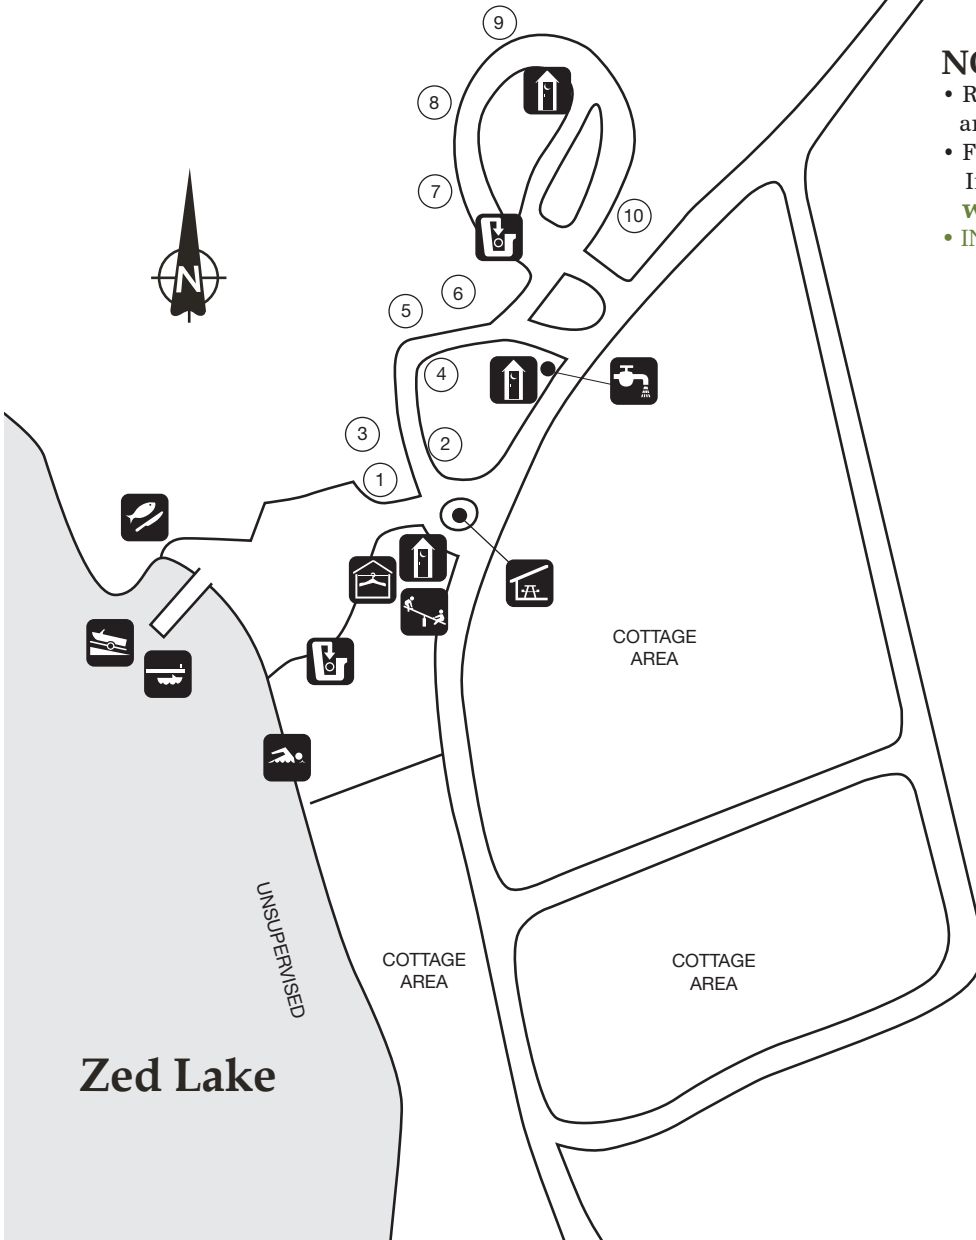 9
8
7
10
6
5
4
3
2
1
N
COTTAGE
AREA
COTTAGE
AREA
COTTAGE
AREA
UNSUPERVISED
Zed Lake
• R
• F
• IN